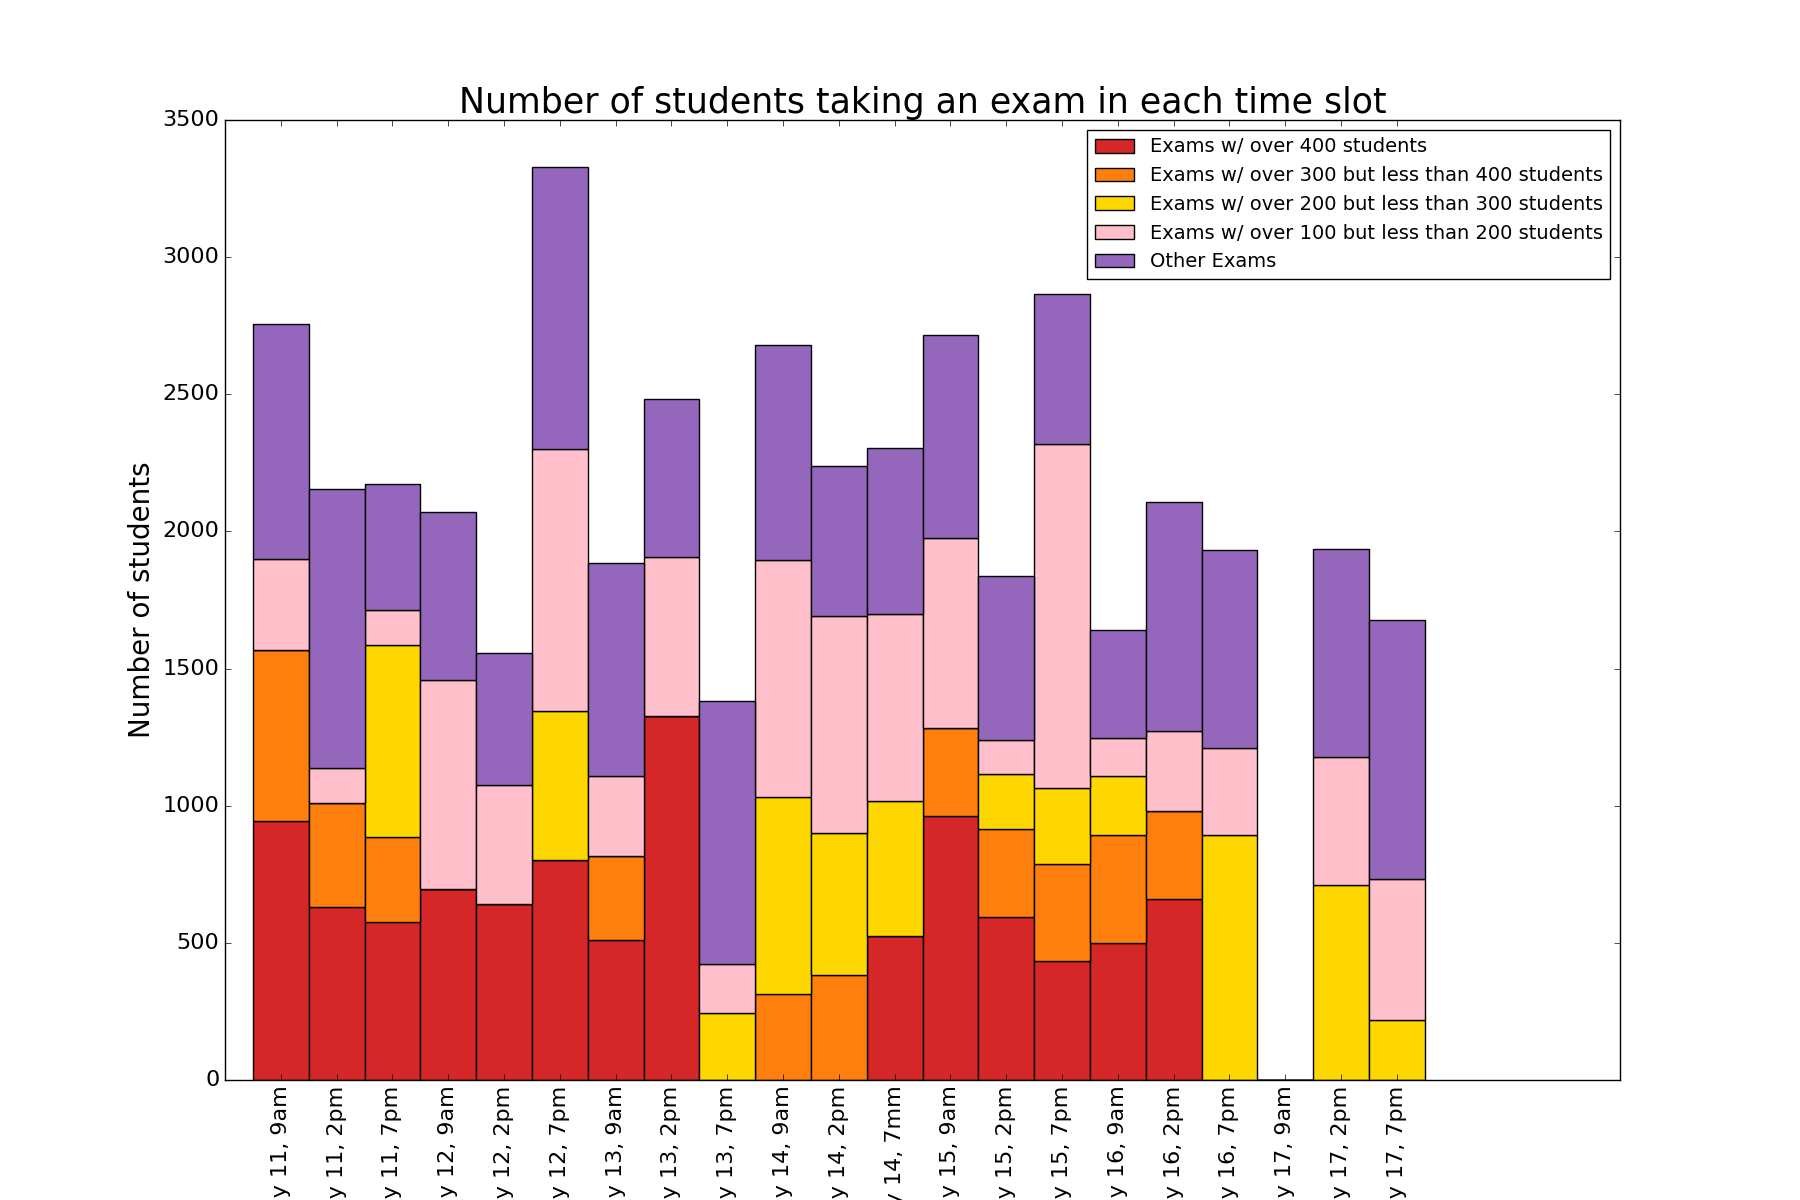 Number of students taking an exam in each time slot
3500
3000
2500
2000
1500
1000
500
0
Number of students
Exams w/ over 400 students
Exams w/ over 300 but less than 400 students
Exams w/ over 200 but less than 300 students
Exams w/ over 100 but less than 200 students
Other Exams
y 11, 9am
y 11, 2pm
y 11, 7pm
y 12, 9am
y 12, 2pm
y 12, 7pm
y 13, 9am
y 13, 2pm
y 13, 7pm
y 14, 9am
y 14, 2pm
y 14, 7mm
y 15, 9am
y 15, 2pm
y 15, 7pm
y 16, 9am
y 16, 2pm
y 16, 7pm
y 17, 9am
y 17, 2pm
y 17, 7pm